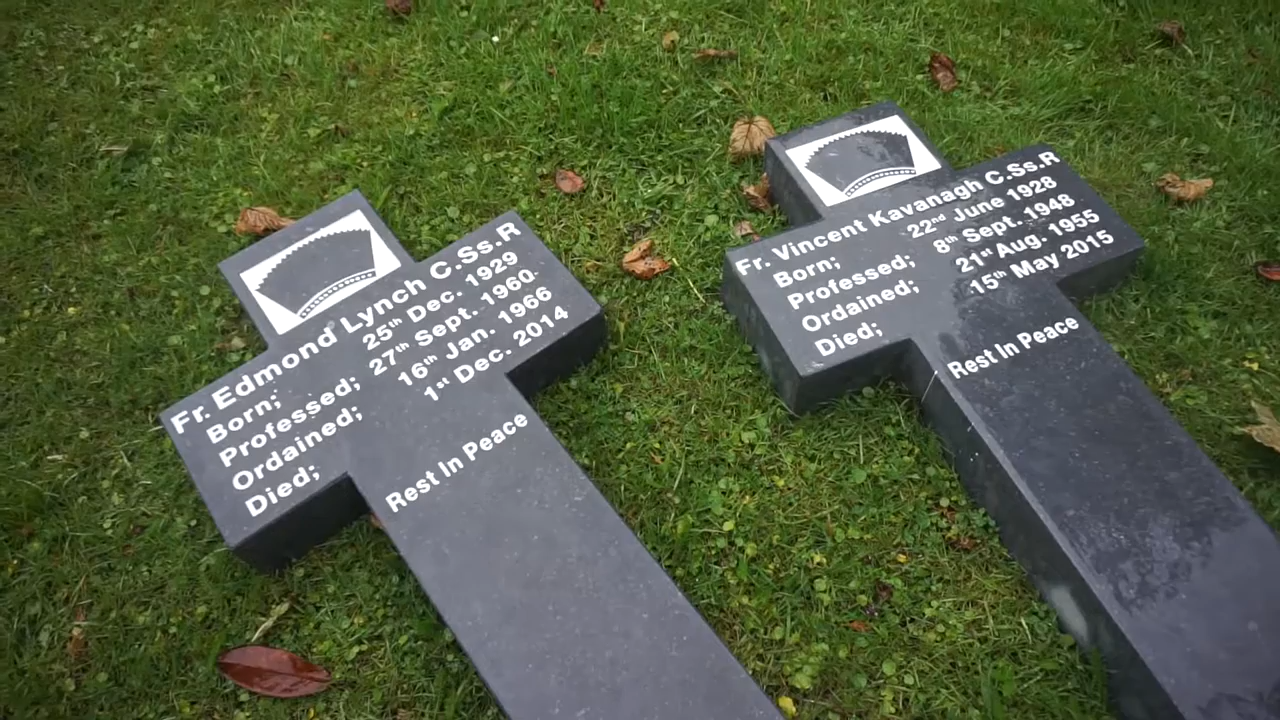 Fr. Edmond Lynch C.Ss.R
Born; 25th Dec. 1929
Professed; 27th Sept. 1960.
Ordained; 16th Jan. 1966
Died; 1st Dec. 2014
Rest In Peace
Fr. Vincent Kavanagh C.Ss.R
Born; 22nd June 1928
Professed; 8th Sept. 1948
Ordained; 21st Aug. 1955
Died; 15th May 2015
Rest In Peace